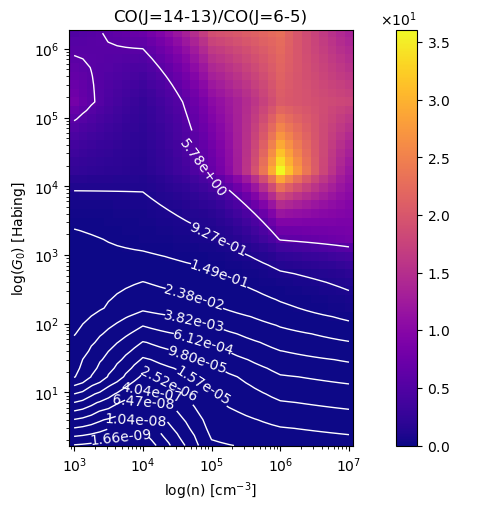 CO(J=14-13)/CO(J=6-5)
×10¹
10⁶
10⁵
10⁴
10³
10²
10¹
log(G₀) [Habing]
5.78e+00
9.27e-01
1.49e-01
2.38e-02
3.82e-03
6.12e-04
9.80e-05
1.57e-05
2.52e-06
4.04e-07
6.47e-08
1.04e-08
1.66e-09
10³ 10⁴ 10⁵ 10⁶ 10⁷
log(n) [cm⁻³]
3.5
3.0
2.5
2.0
1.5
1.0
0.5
0.0